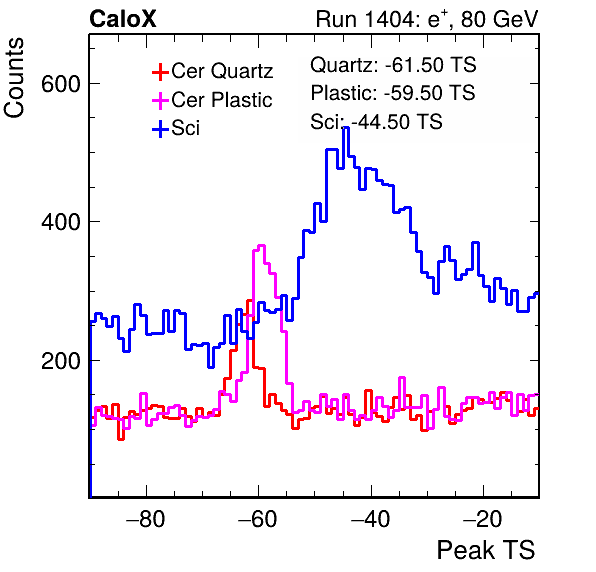 CaloX Run 1404: e⁺, 80 GeV
Counts
Cer Quartz
Cer Plastic
Sci
Quartz: -61.50 TS
Plastic: -59.50 TS
Sci: -44.50 TS
600
400
200
−80 −60 −40 −20
Peak TS